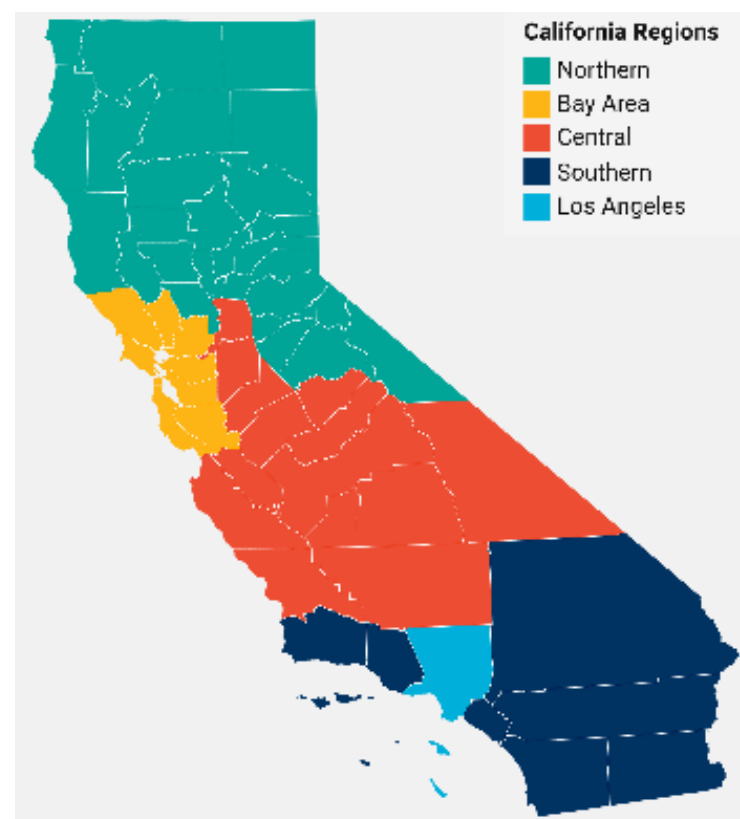 California Regions
Northern
Bay Area
Central
Southern
Los Angeles